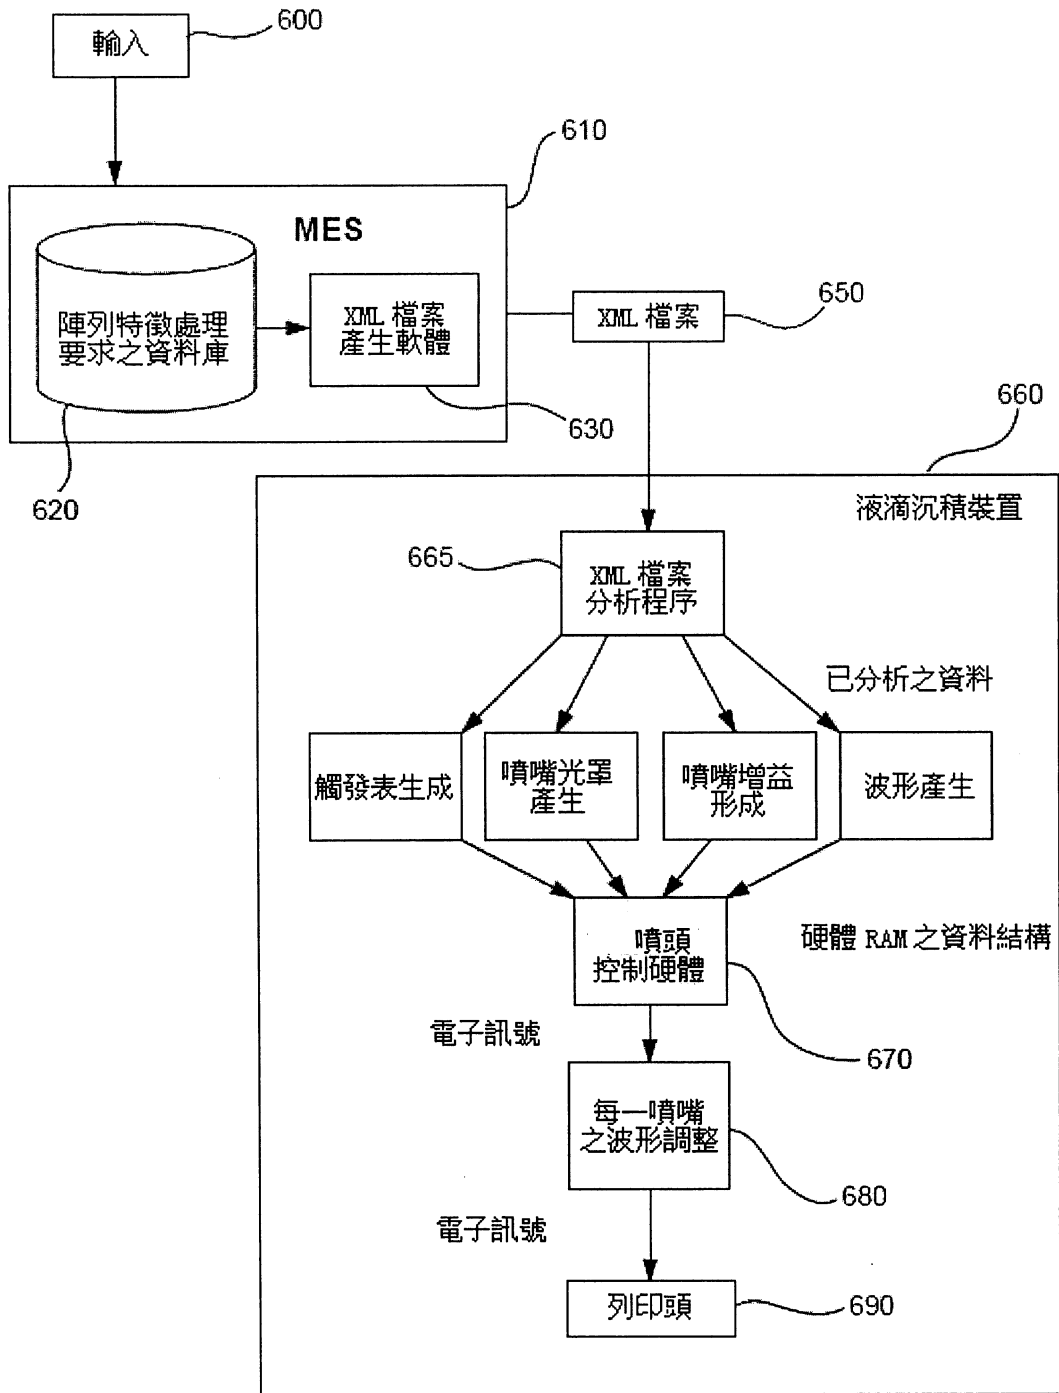 輸入
600
610
MES
陣列特徵處理
要求之資料庫
XML 檔案
產生軟體
XML 檔案
650
630
620
660
液滴沉積裝置
665
XML 檔案
分析程序
已分析之資料
觸發表生成
噴嘴光罩
產生
噴嘴增益
形成
波形產生
噴頭
控制硬體
硬體 RAM 之資料結構
電子訊號
670
每一噴嘴
之波形調整
680
電子訊號
列印頭
690